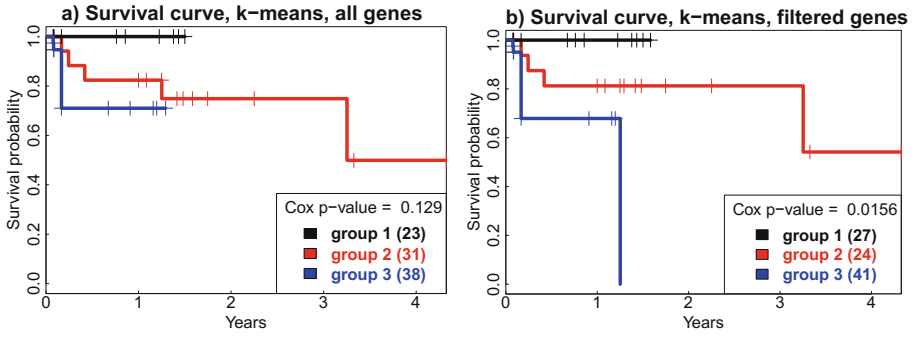 a) Survival curve, k−means, all genes
Survival probability
1.0
0.8
0.6
0.4
0.2
0.0
Cox p−value = 0.129
group 1 (23)
group 2 (31)
group 3 (38)
0 1 2 3 4
Years
b) Survival curve, k−means, filtered genes
Survival probability
1.0
0.8
0.6
0.4
0.2
0.0
Cox p−value = 0.0156
group 1 (27)
group 2 (24)
group 3 (41)
0 1 2 3 4
Years